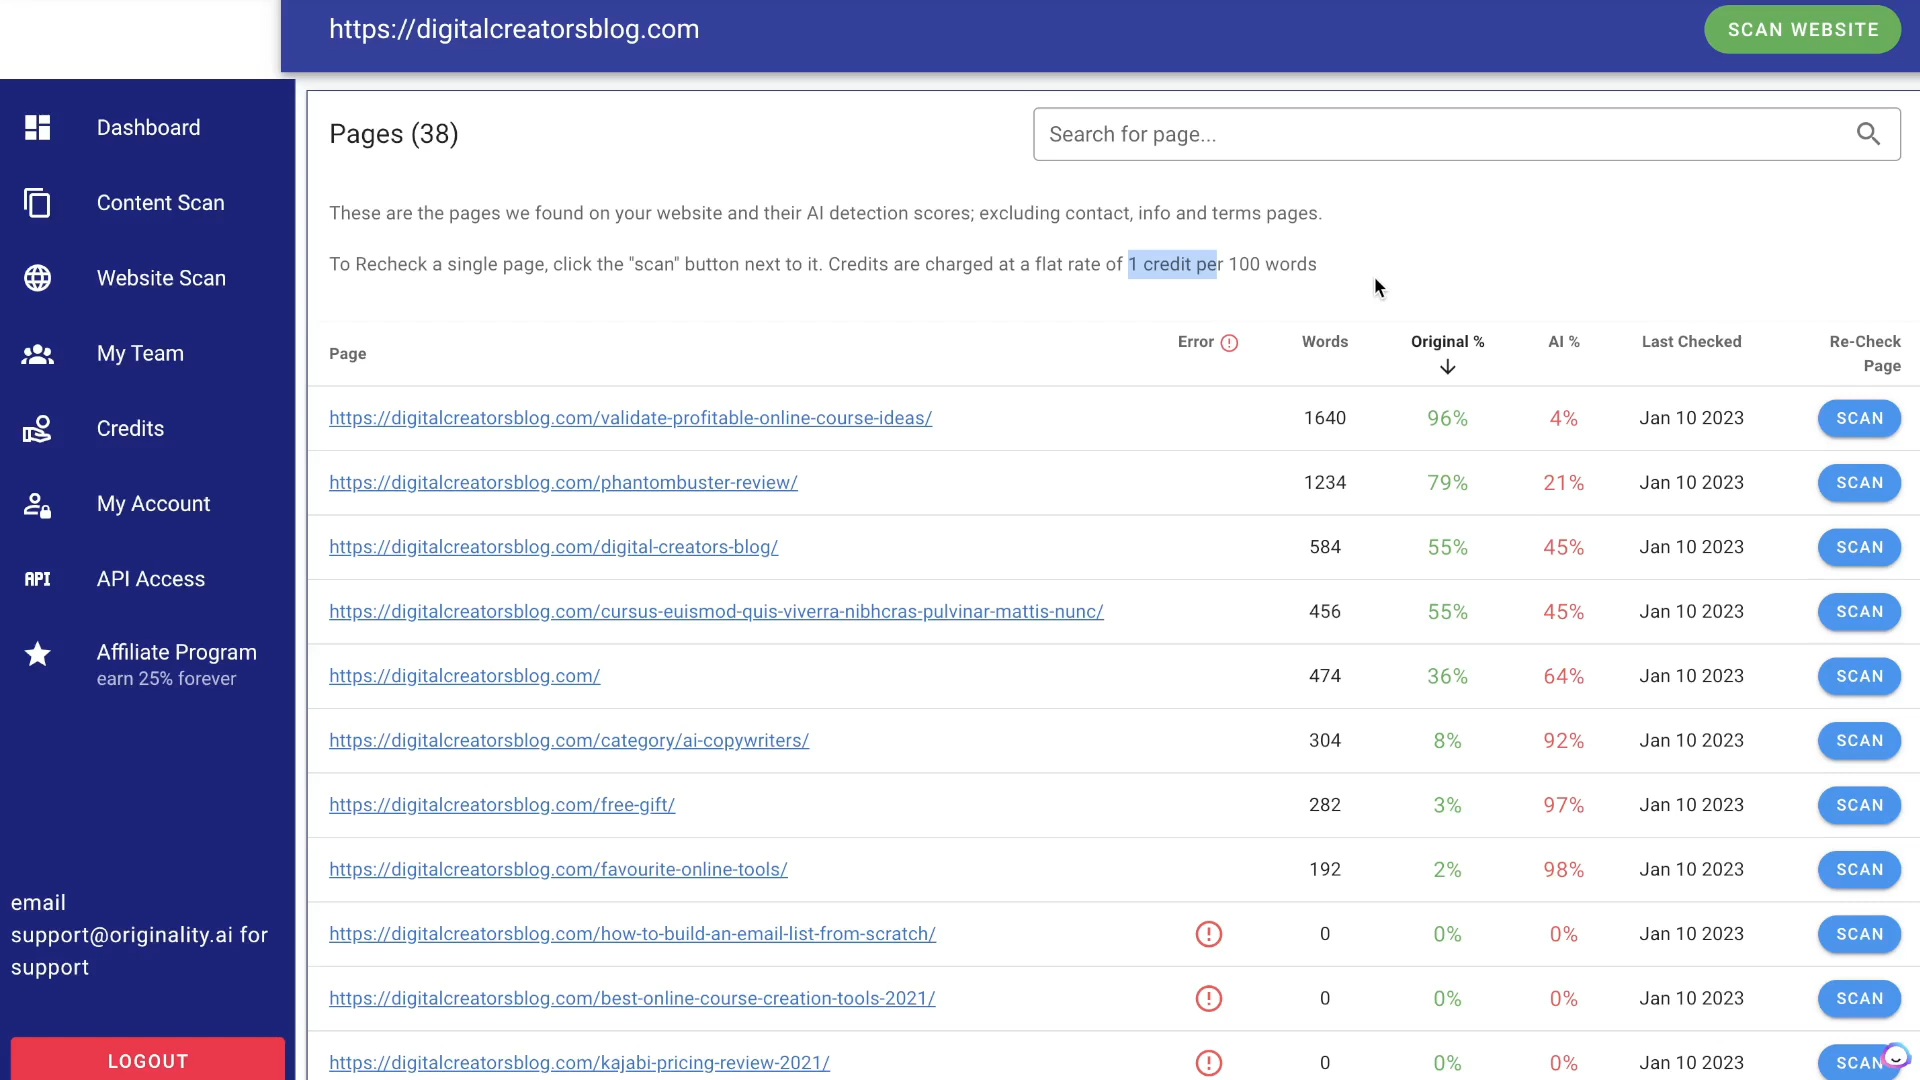 https://digitalcreatorsblog.com
SCAN WEBSITE
Dashboard
Content Scan
Website Scan
My Team
Credits
My Account
API
API Access
Affiliate Program
earn 25% forever
email
support@originality.ai for
support
LOGOUT
Pages (38)
Search for page...
These are the pages we found on your website and their AI detection scores; excluding contact, info and terms pages.
To Recheck a single page, click the "scan" button next to it. Credits are charged at a flat rate of 1 credit per 100 words
Page Error Words Original % AI % Last Checked Re-Check
Page
https://digitalcreatorsblog.com/validate-profitable-online-course-ideas/ 1640 96% 4% Jan 10 2023 SCAN
https://digitalcreatorsblog.com/phantombuster-review/ 1234 79% 21% Jan 10 2023 SCAN
https://digitalcreatorsblog.com/digital-creators-blog/ 584 55% 45% Jan 10 2023 SCAN
https://digitalcreatorsblog.com/cursus-euismod-quis-viverra-nibhcras-pulvinar-mattis-nunc/ 456 55% 45% Jan 10 2023 SCAN
https://digitalcreatorsblog.com/ 474 36% 64% Jan 10 2023 SCAN
https://digitalcreatorsblog.com/category/ai-copywriters/ 304 8% 92% Jan 10 2023 SCAN
https://digitalcreatorsblog.com/free-gift/ 282 3% 97% Jan 10 2023 SCAN
https://digitalcreatorsblog.com/favourite-online-tools/ 192 2% 98% Jan 10 2023 SCAN
https://digitalcreatorsblog.com/how-to-build-an-email-list-from-scratch/ 0 0% 0% Jan 10 2023 SCAN
https://digitalcreatorsblog.com/best-online-course-creation-tools-2021/ 0 0% 0% Jan 10 2023 SCAN
https://digitalcreatorsblog.com/kajabi-pricing-review-2021/ 0 0% 0% Jan 10 2023 SCAN